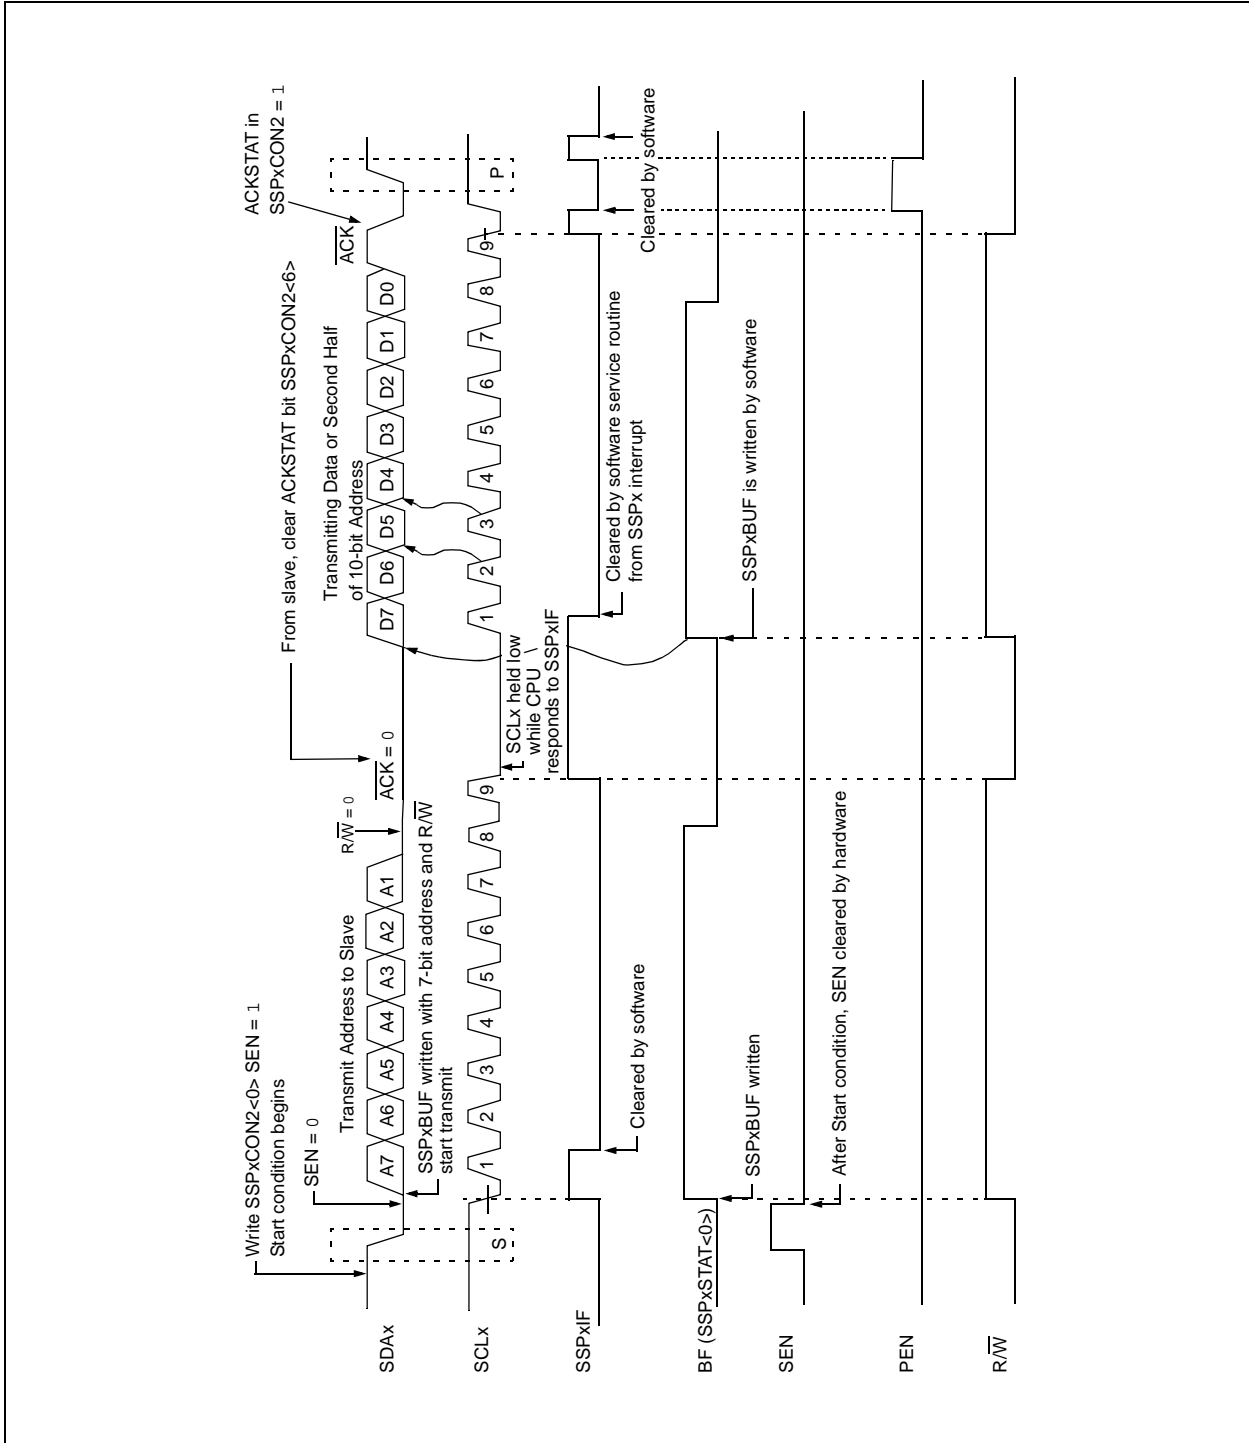 Write SSPxCON2<0> SEN = 1
Start condition begins
SEN = 0
From slave, clear ACKSTAT bit SSPxCON2<6>
ACKSTAT in
SSPxCON2 = 1
Transmit Address to Slave
R/W = 0
ACK = 0
Transmitting Data or Second Half
of 10-bit Address
ACK
SDAx
A7 A6 A5 A4 A3 A2 A1
D7 D6 D5 D4 D3 D2 D1 D0
SSPxBUF written with 7-bit address and R/W
start transmit
SCLx
S
1 2 3 4 5 6 7 8 9
1 2 3 4 5 6 7 8 9
P
SCLx held low
while CPU
responds to SSPxIF
SSPxIF
Cleared by software
Cleared by software service routine
from SSPx interrupt
Cleared by software
BF (SSPxSTAT<0>)
SSPxBUF written
SSPxBUF is written by software
SEN
After Start condition, SEN cleared by hardware
PEN
R/W